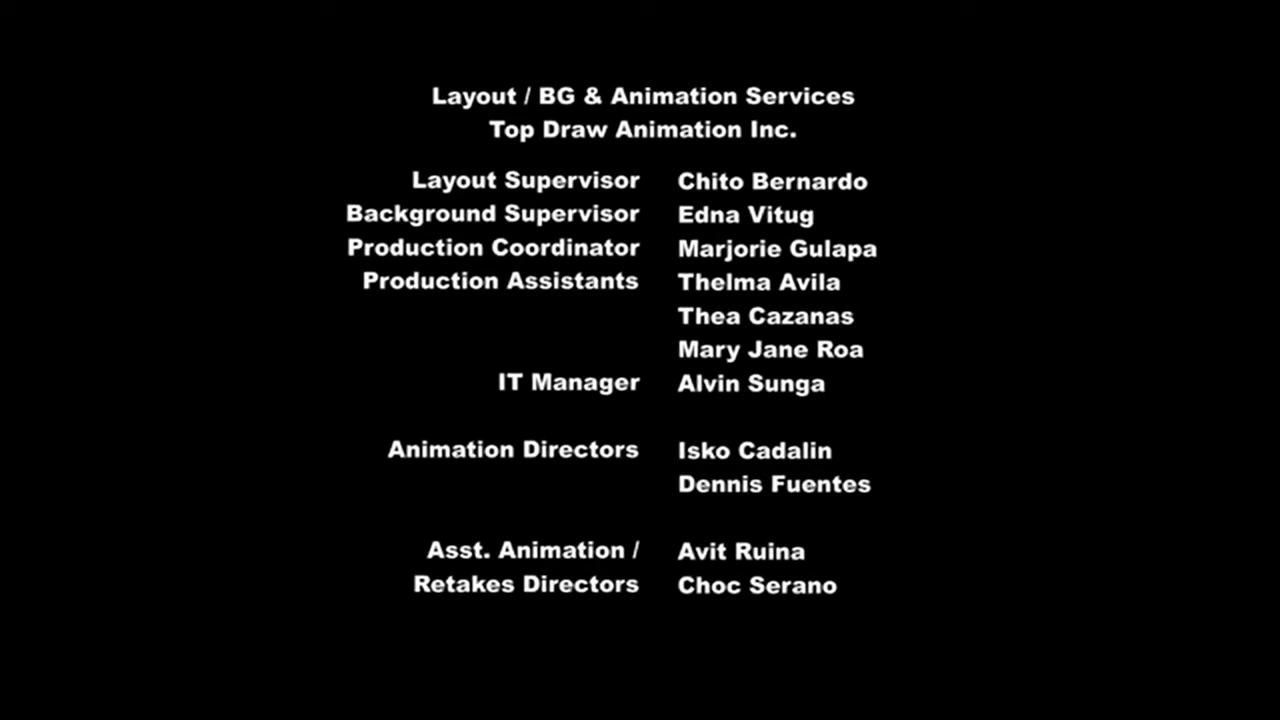 Layout / BG & Animation Services
Top Draw Animation Inc.
Layout Supervisor Chito Bernardo
Background Supervisor Edna Vitug
Production Coordinator Marjorie Gulapa
Production Assistants Thelma Avila
Thea Cazanas
Mary Jane Roa
IT Manager Alvin Sunga
Animation Directors Isko Cadalin
Dennis Fuentes
Asst. Animation / Avit Ruina
Retakes Directors Choc Serano